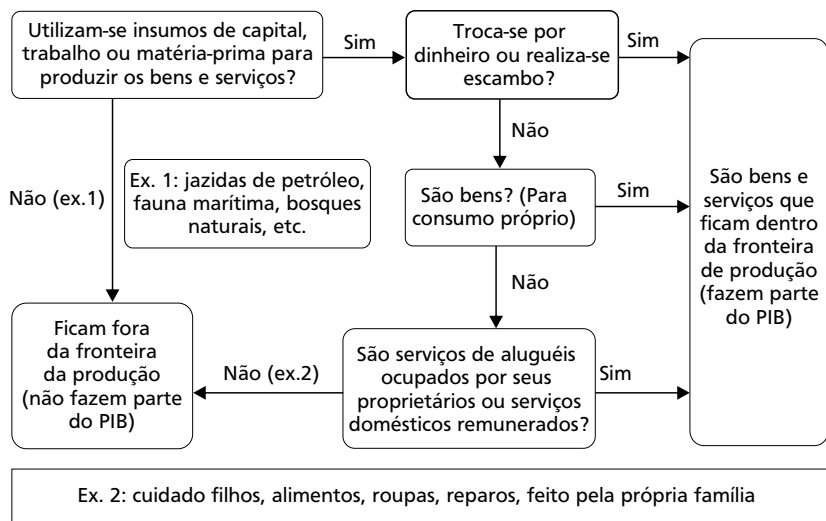 Utilizam-se insumos de capital,
trabalho ou matéria-prima para
produzir os bens e serviços?
Sim
Troca-se por
dinheiro ou realiza-se
escambo?
Sim
Não
Não (ex.1)
Ex. 1: jazidas de petróleo,
fauna marítima, bosques
naturais, etc.
São bens? (Para
consumo próprio)
Sim
São bens e
serviços que
ficam dentro
da fronteira
de produção
(fazem parte
do PIB)
Não
Ficam fora
da fronteira
da produção
(não fazem parte
do PIB)
Não (ex.2)
São serviços de aluguéis
ocupados por seus
proprietários ou serviços
domésticos remunerados?
Sim
Ex. 2: cuidado filhos, alimentos, roupas, reparos, feito pela própria família